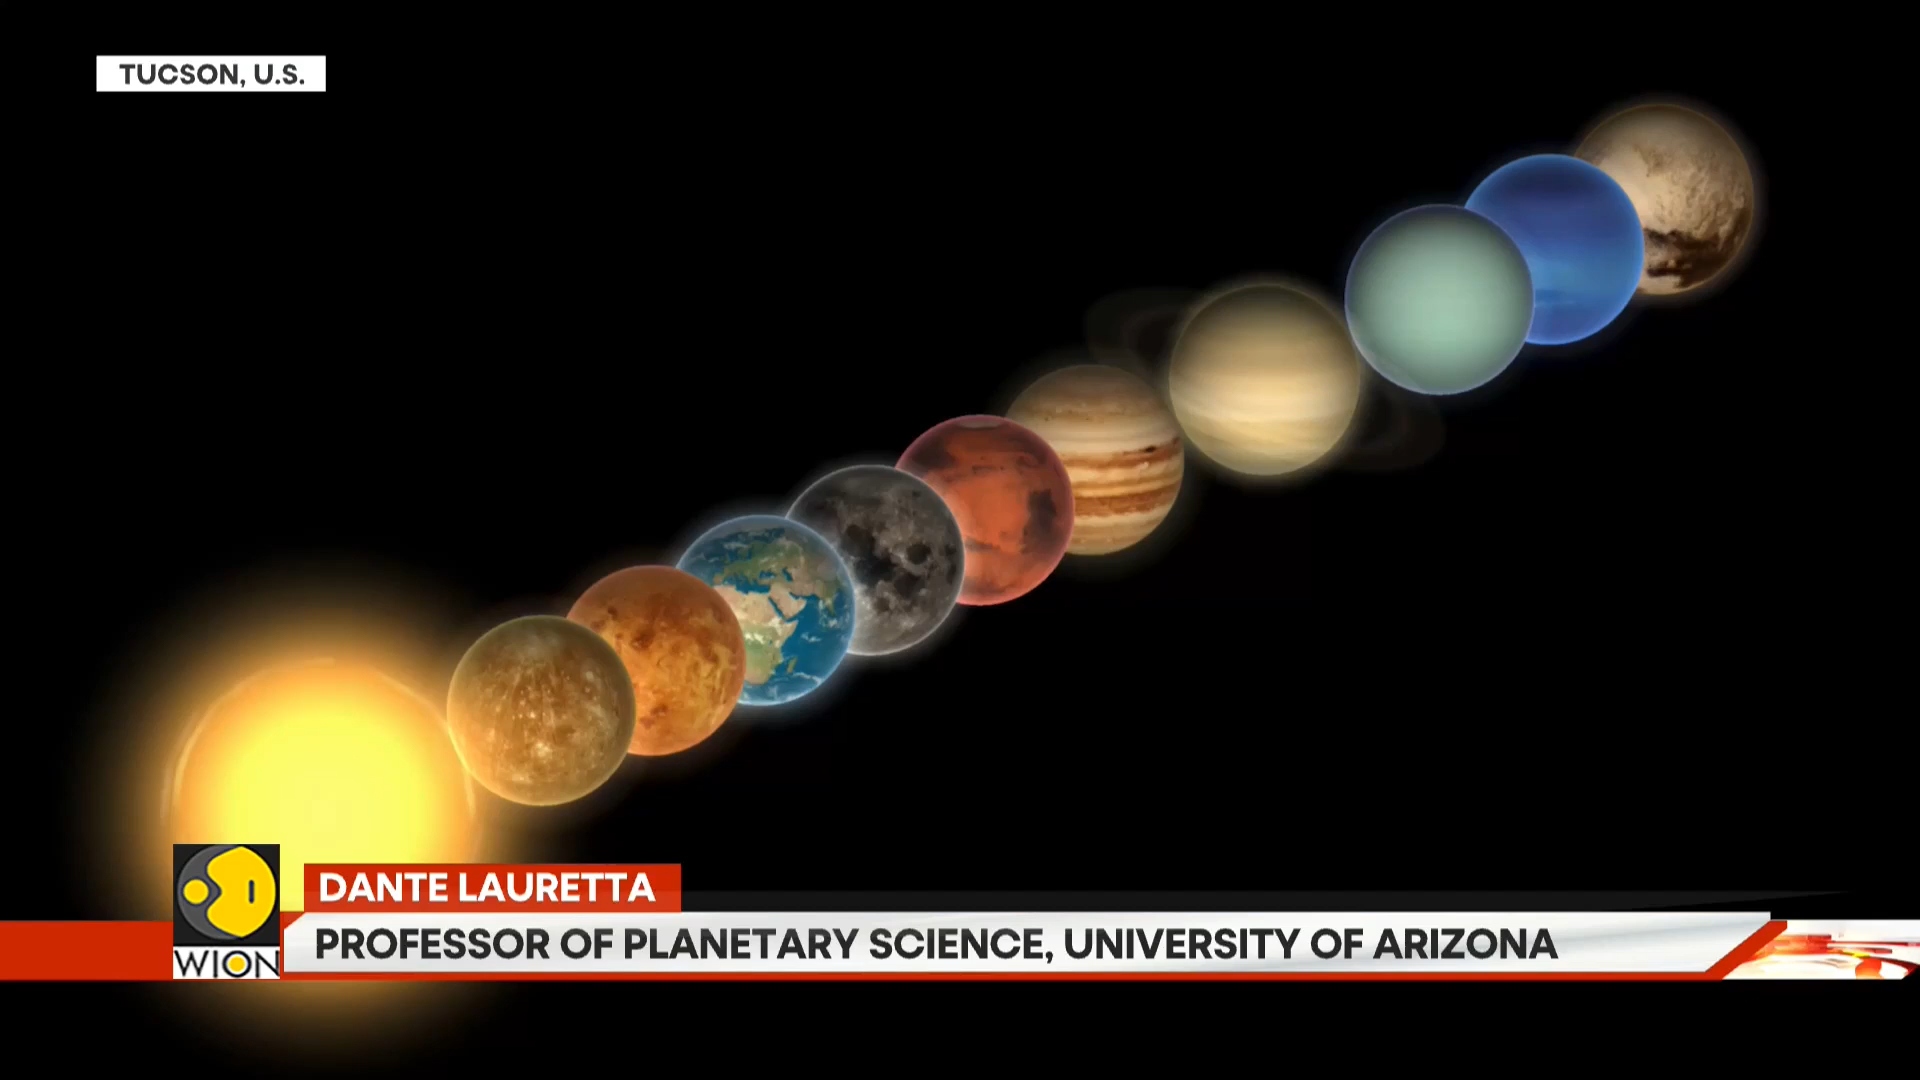 TUCSON, U.S.
DANTE LAURETTA
PROFESSOR OF PLANETARY SCIENCE, UNIVERSITY OF ARIZONA
WION